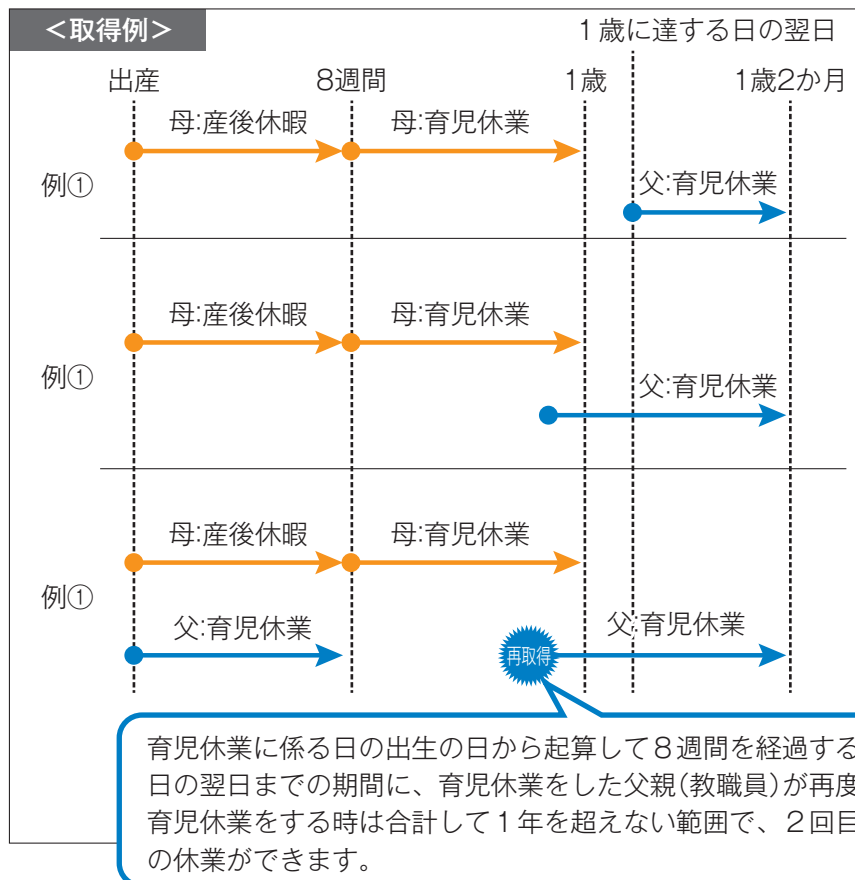 ＜取得例＞
1歳に達する日の翌日
出産
8週間
1歳
1歳2か月
母:産後休暇
母:育児休業
例①
父:育児休業
母:産後休暇
母:育児休業
例①
父:育児休業
母:産後休暇
母:育児休業
例①
父:育児休業
父:育児休業
再取得
育児休業に係る日の出生の日から起算して８週間を経過する
日の翌日までの期間に、育児休業をした父親(教職員)が再度
育児休業をする時は合計して１年を超えない範囲で、２回目
の休業ができます。